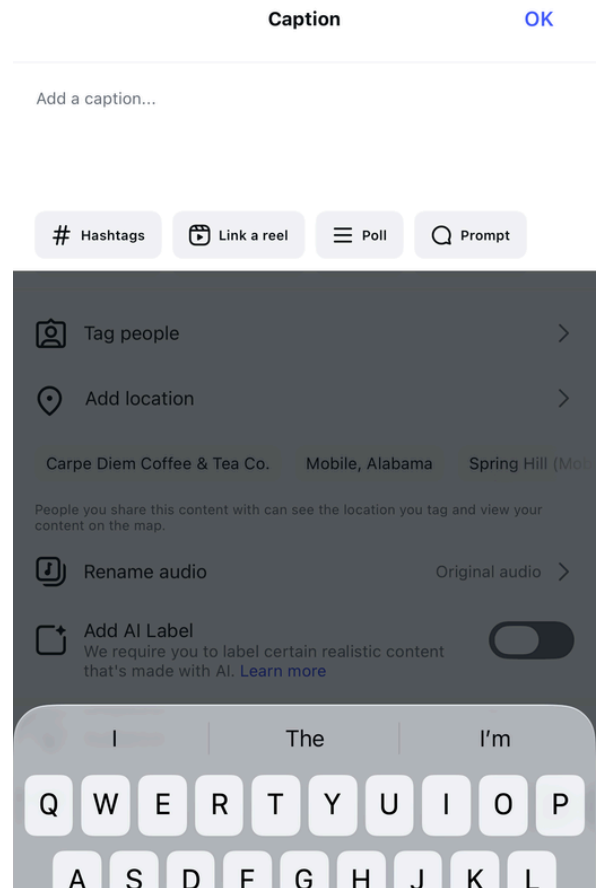 Caption OK
Add a caption...
# Hashtags Link a reel Poll Prompt
Tag people
Add location
Carpe Diem Coffee & Tea Co. Mobile, Alabama Spring Hill (Mob
People you share this content with can see the location you tag and view your
content on the map.
Rename audio Original audio
Add AI Label
We require you to label certain realistic content
that's made with AI. Learn more
I The I'm
Q W E R T Y U I O P
A S D F G H J K L